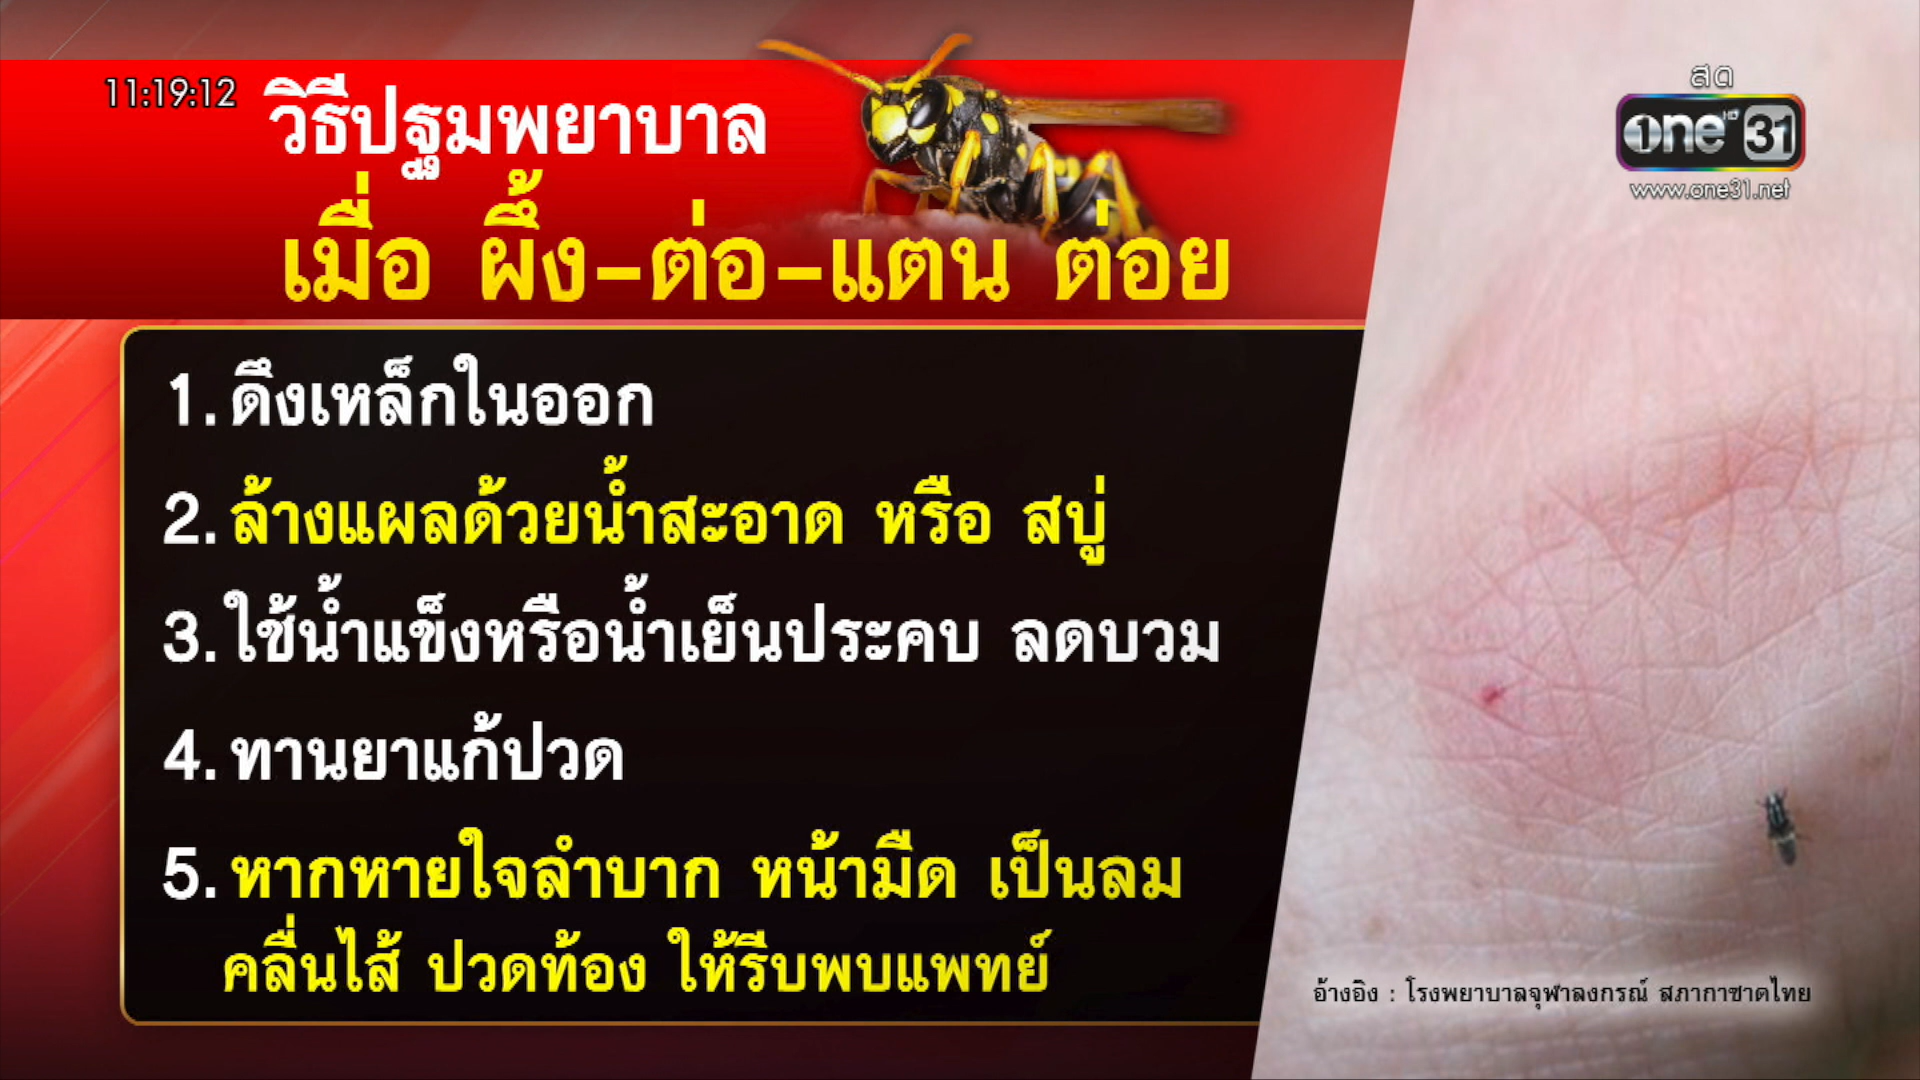 11:19:12
วิธีปฐมพยาบาล
เมื่อ ผึ้ง-ต่อ-แตน ต่อย
สด
one HD 31
www.one31.net
1. ดึงเหล็กในออก
2. ล้างแผลด้วยน้ำสะอาด หรือ สบู่
3. ใช้น้ำแข็งหรือน้ำเย็นประคบ ลดบวม
4. ทานยาแก้ปวด
5. หากหายใจลำบาก หน้ามืด เป็นลม
คลื่นไส้ ปวดท้อง ให้รีบพบแพทย์
อ้างอิง : โรงพยาบาลจุฬาลงกรณ์ สภากาชาดไทย